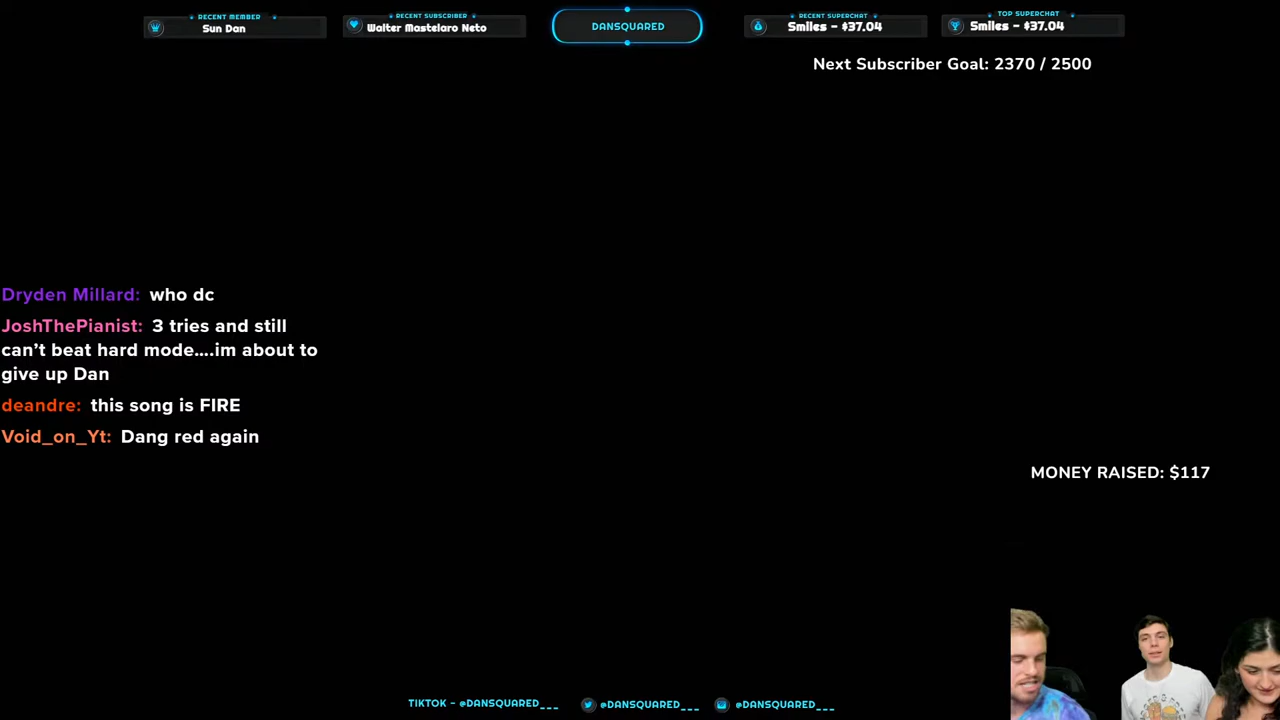 RECENT MEMBER
Sun Dan
RECENT SUBSCRIBER
Walter Mastelaro Neto
DANSQUARED
RECENT SUPERCHAT
Smiles - $37.04
TOP SUPERCHAT
Smiles - $37.04
Next Subscriber Goal: 2370 / 2500
Dryden Millard: who dc
JoshThePianist: 3 tries and still
can't beat hard mode....im about to
give up Dan
deandre: this song is FIRE
Void_on_Yt: Dang red again
MONEY RAISED: $117
TIKTOK - @DANSQUARED___
@DANSQUARED___
@DANSQUARED___